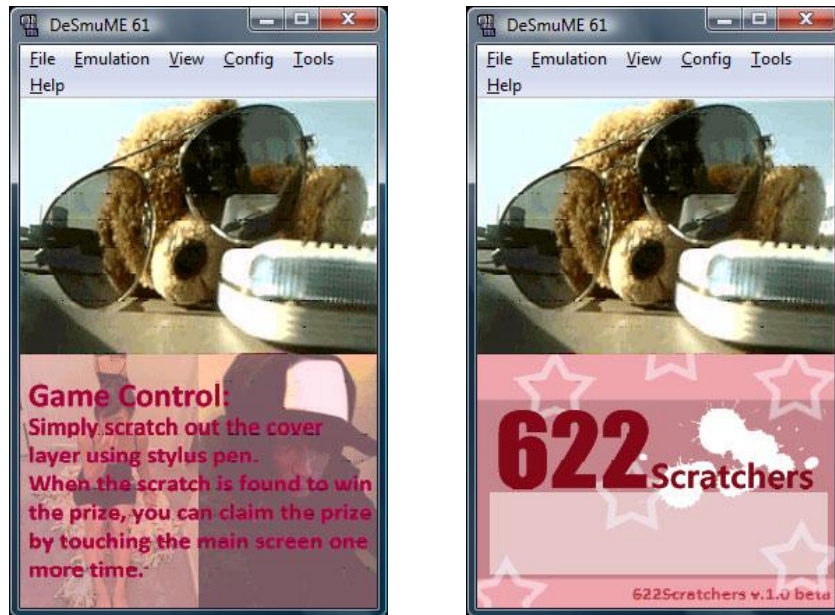 DeSmuME 61
File Emulation View Config Tools
Help
Game Control:
Simply scratch out the cover
layer using stylus pen.
When the scratch is found to win
the prize, you can claim the prize
by touching the main screen one
more time.
DeSmuME 61
File Emulation View Config Tools
Help
622Scratchers
622Scratchers v.1.0 beta